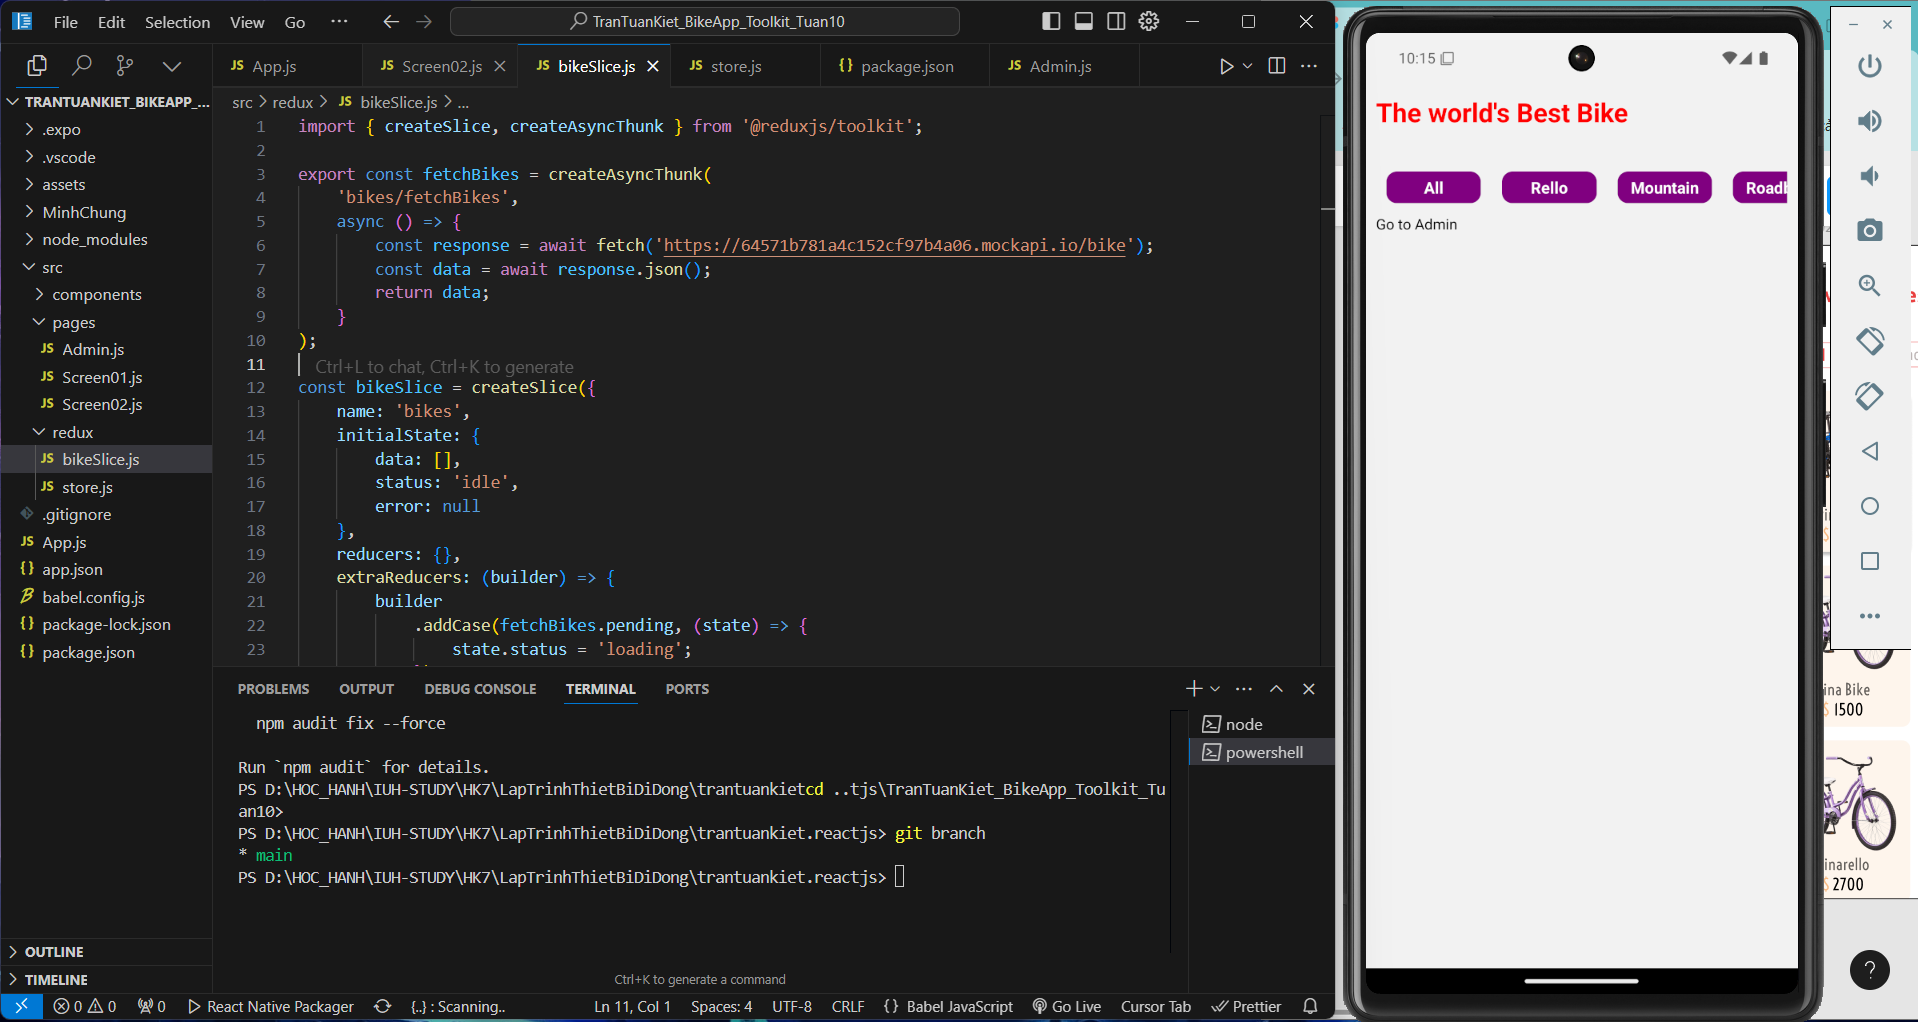 File Edit Selection View Go ···
TranTuanKiet_BikeApp_Toolkit_Tuan10
TRANTUANKIET_BIKEAPP_...
.expo
.vscode
assets
MinhChung
node_modules
src
components
pages
JS Admin.js
JS Screen01.js
JS Screen02.js
redux
JS bikeSlice.js
JS store.js
.gitignore
JS App.js
{} app.json
babel.config.js
{} package-lock.json
{} package.json
OUTLINE
TIMELINE
JS App.js JS Screen02.js JS bikeSlice.js JS store.js {} package.json JS Admin.js
src > redux > JS bikeSlice.js > ...
1 import { createSlice, createAsyncThunk } from '@reduxjs/toolkit';
2
3 export const fetchBikes = createAsyncThunk(
4 'bikes/fetchBikes',
5 async () => {
6 const response = await fetch('https://64571b781a4c152cf97b4a06.mockapi.io/bike');
7 const data = await response.json();
8 return data;
9 }
10 );
11 Ctrl+L to chat, Ctrl+K to generate
12 const bikeSlice = createSlice({
13 name: 'bikes',
14 initialState: {
15 data: [],
16 status: 'idle',
17 error: null
18 },
19 reducers: {},
20 extraReducers: (builder) => {
21 builder
22 .addCase(fetchBikes.pending, (state) => {
23 state.status = 'loading';
PROBLEMS OUTPUT DEBUG CONSOLE TERMINAL PORTS
npm audit fix --force
Run `npm audit` for details.
PS D:\HOC_HANH\IUH-STUDY\HK7\LapTrinhThietBiDiDong\trantuankietcd ..tjs\TranTuanKiet_BikeApp_Toolkit_Tu
an10>
PS D:\HOC_HANH\IUH-STUDY\HK7\LapTrinhThietBiDiDong\trantuankiet.reactjs> git branch
* main
PS D:\HOC_HANH\IUH-STUDY\HK7\LapTrinhThietBiDiDong\trantuankiet.reactjs>
node
powershell
Ctrl+K to generate a command
0 0 0 React Native Packager {..} : Scanning.. Ln 11, Col 1 Spaces: 4 UTF-8 CRLF {} Babel JavaScript Go Live Cursor Tab Prettier
10:15
The world's Best Bike
All Rello Mountain Roadb
Go to Admin
ina Bike
$ 1500
inarello
$ 2700
?